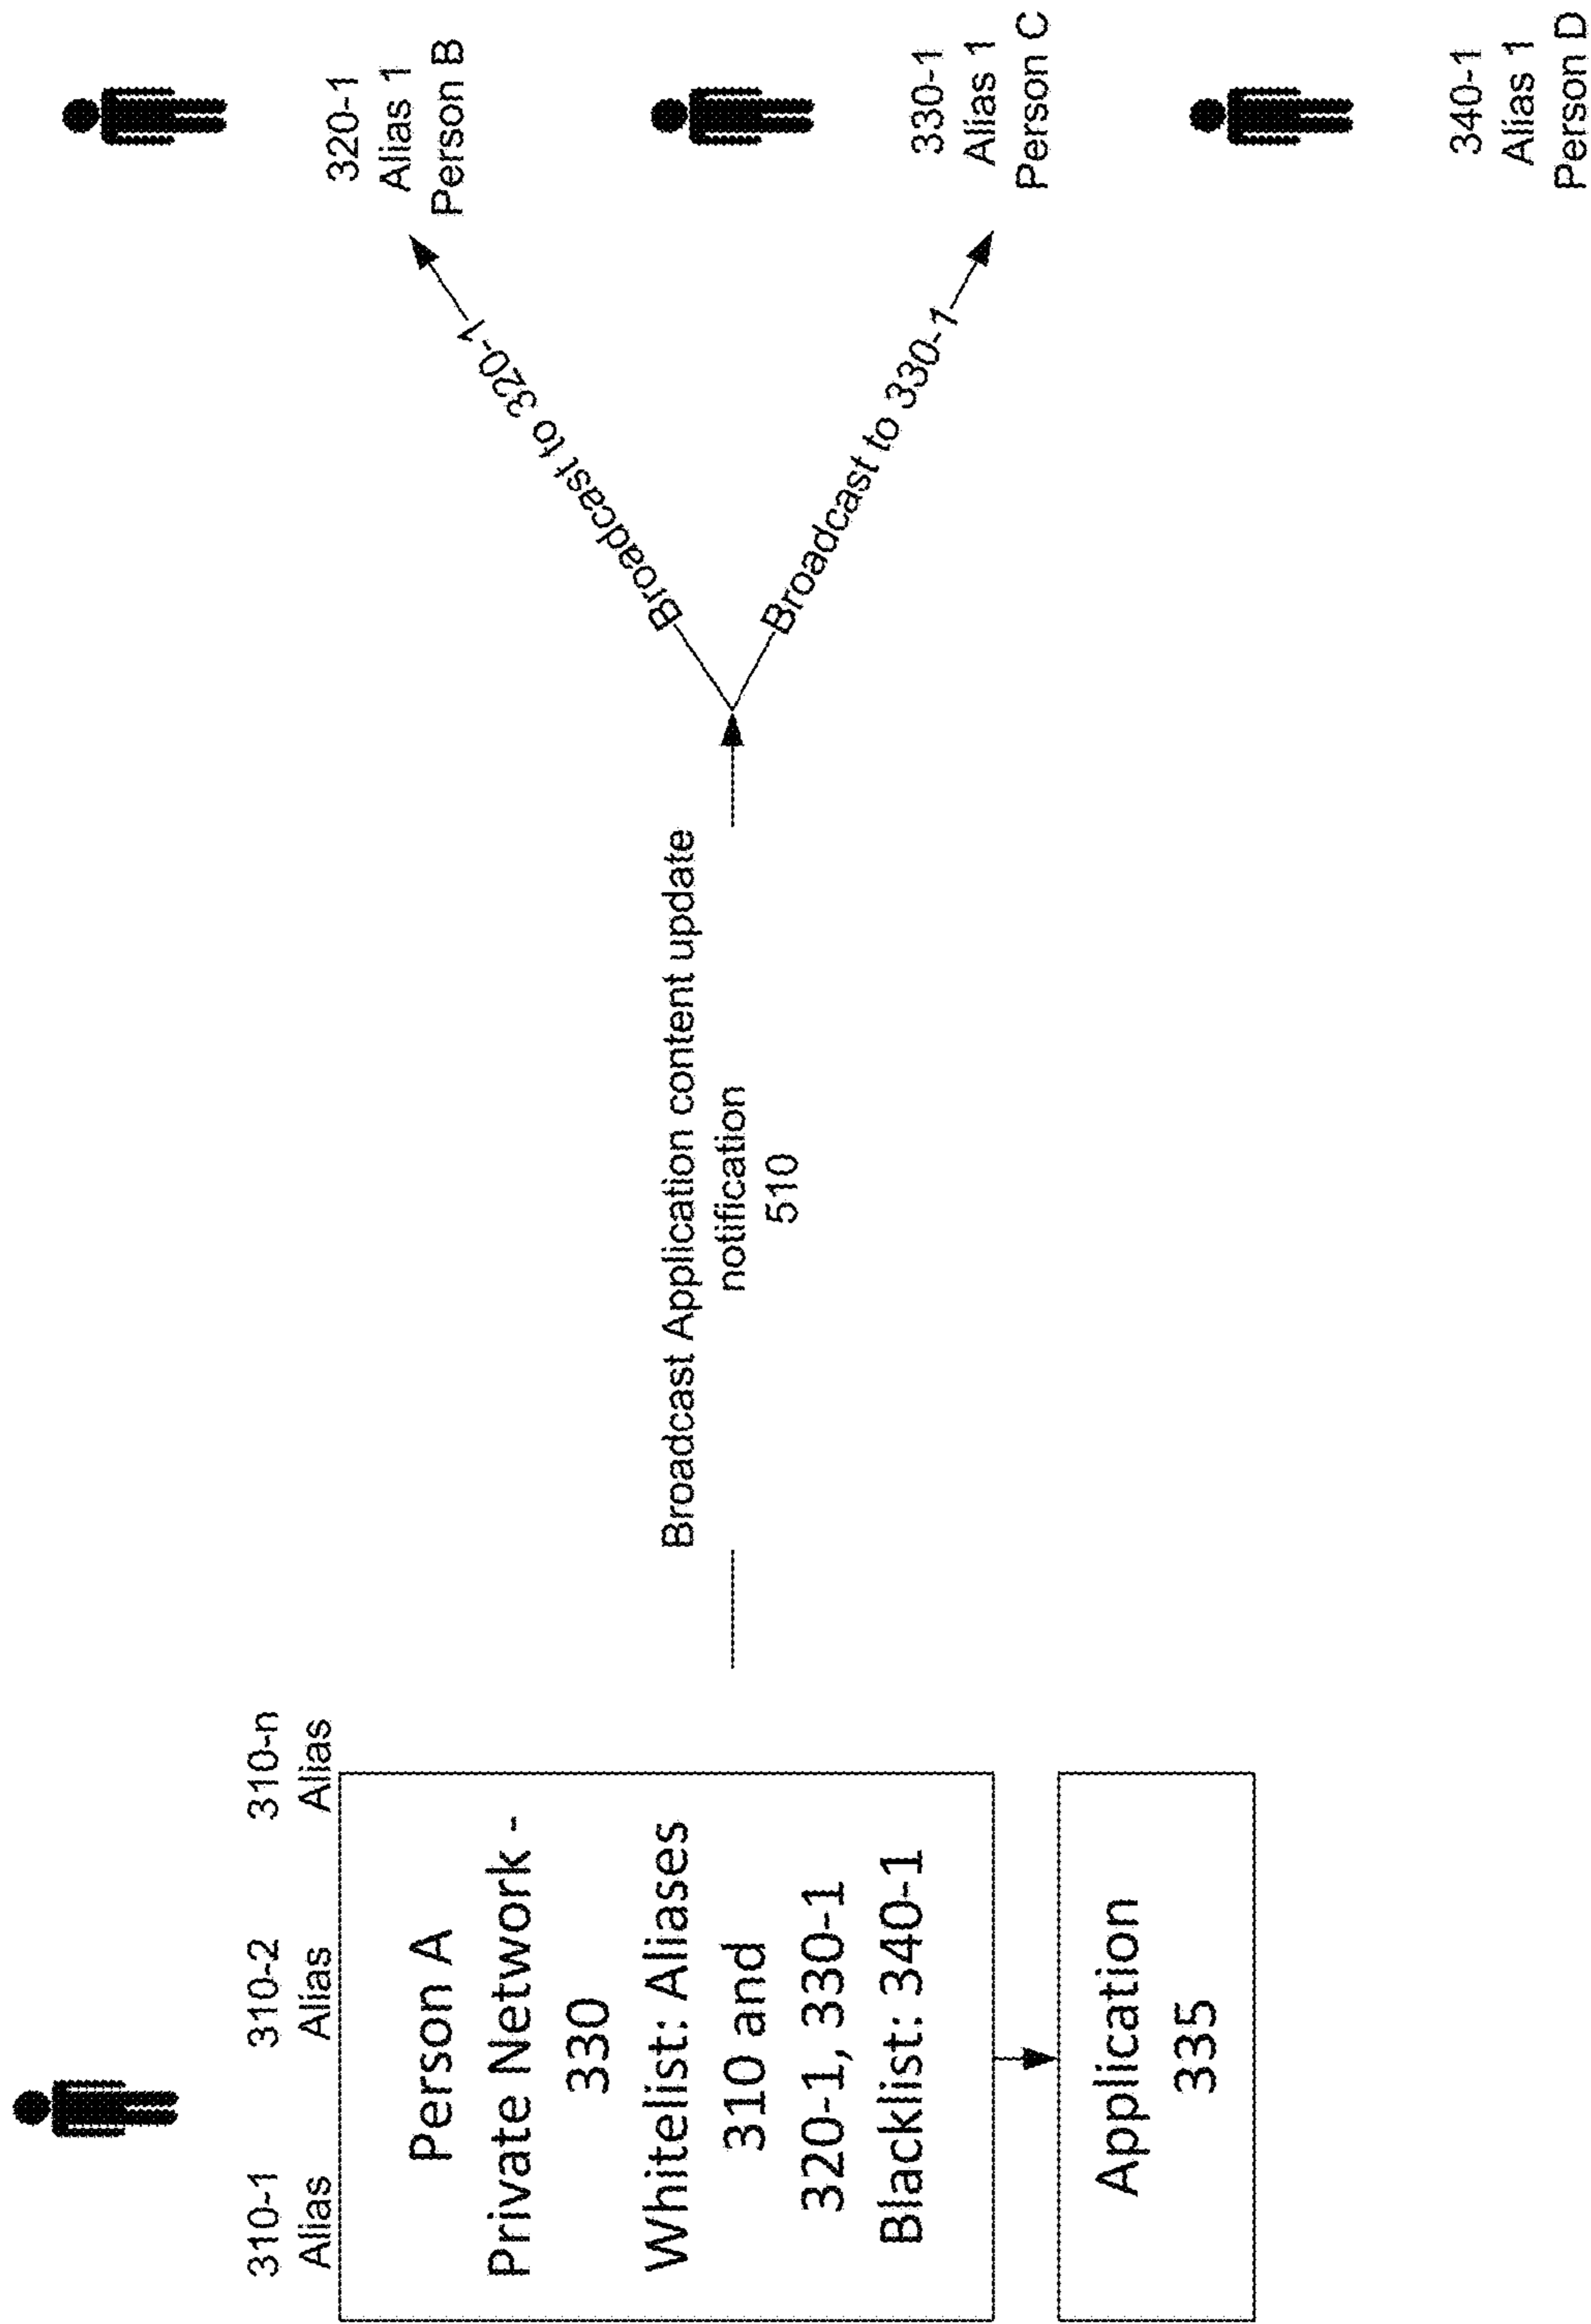 310-1
Alias
310-2
Alias
310-n
Alias
Person A
Private Network -
330
Whitelist: Aliases
310 and
320-1, 330-1
Blacklist: 340-1
Application
335
Broadcast Application content update
notification
510
Broadcast to 320-1
Broadcast to 330-1
320-1
Alias 1
Person B
330-1
Alias 1
Person C
340-1
Alias 1
Person D